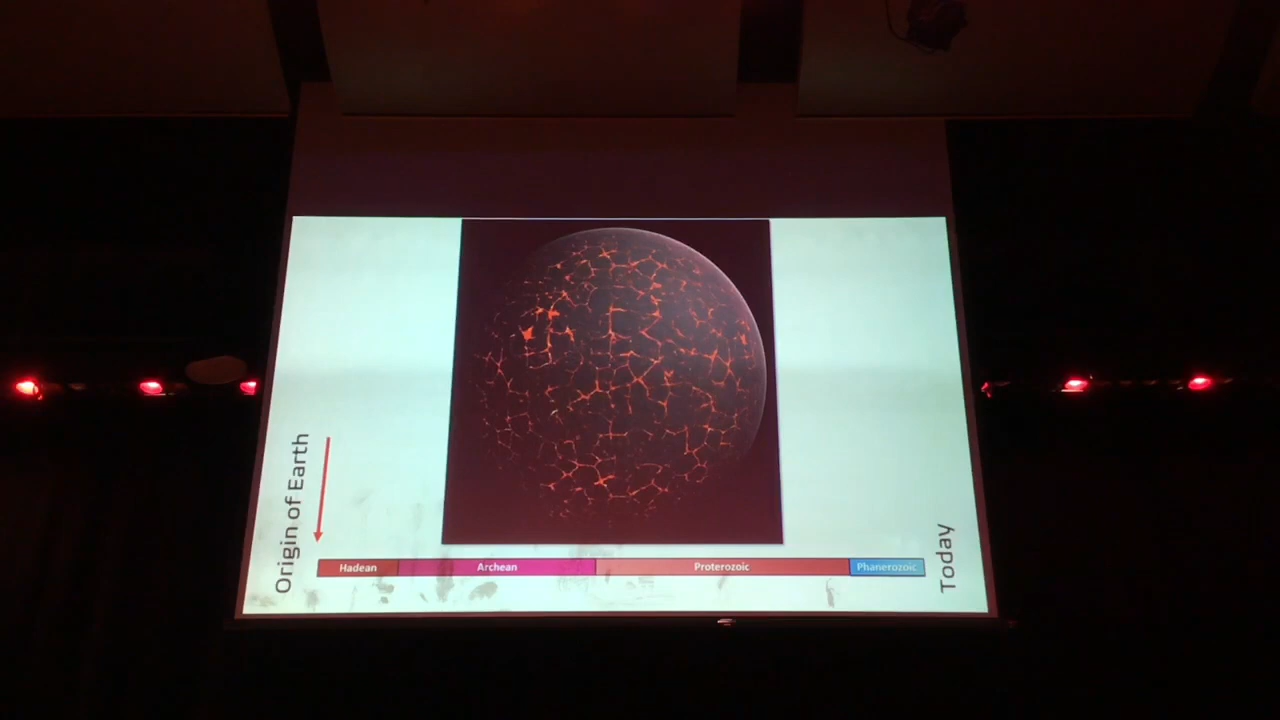 Origin of Earth
Hadean
Archean
Proterozoic
Phanerozoic
Today